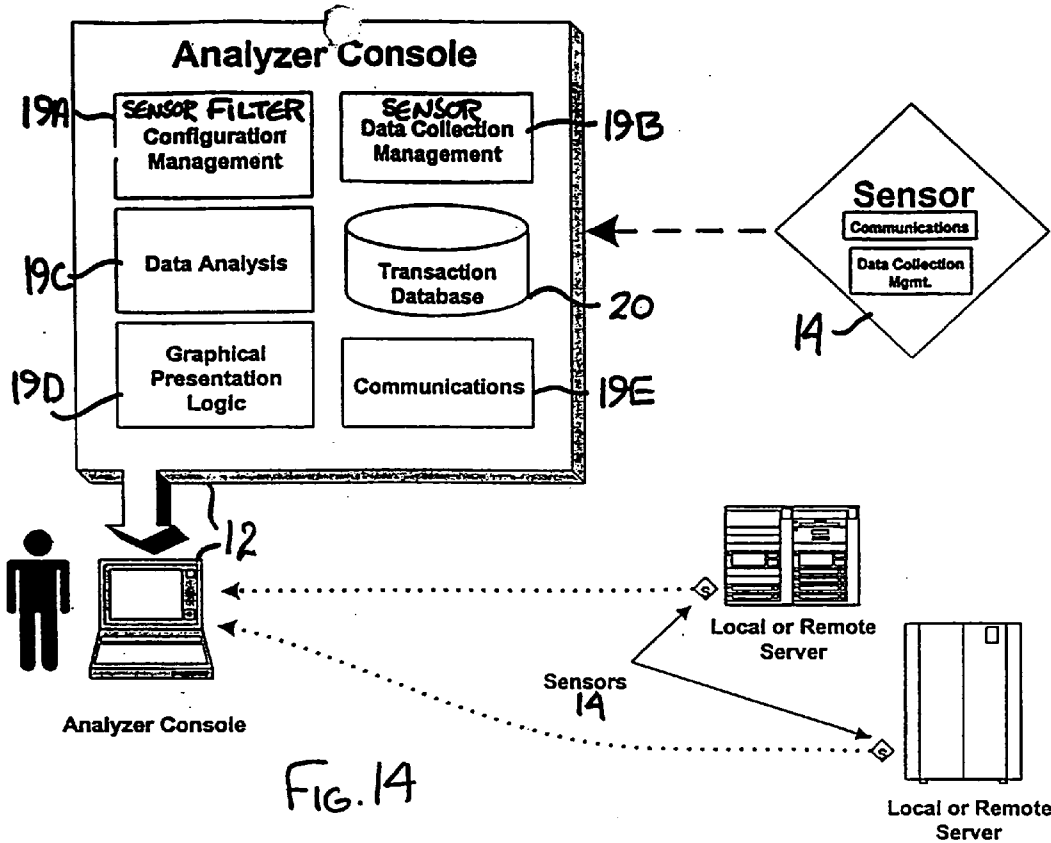 Analyzer Console
19A
SENSOR FILTER
Configuration
Management
SENSOR
Data Collection
Management
19B
Sensor
Communications
Data Collection
Mgmt.
14
19C
Data Analysis
Transaction
Database
20
19D
Graphical
Presentation
Logic
Communications
19E
12
S
Local or Remote
Server
Sensors
14
S
Analyzer Console
FIG. 14
Local or Remote
Server